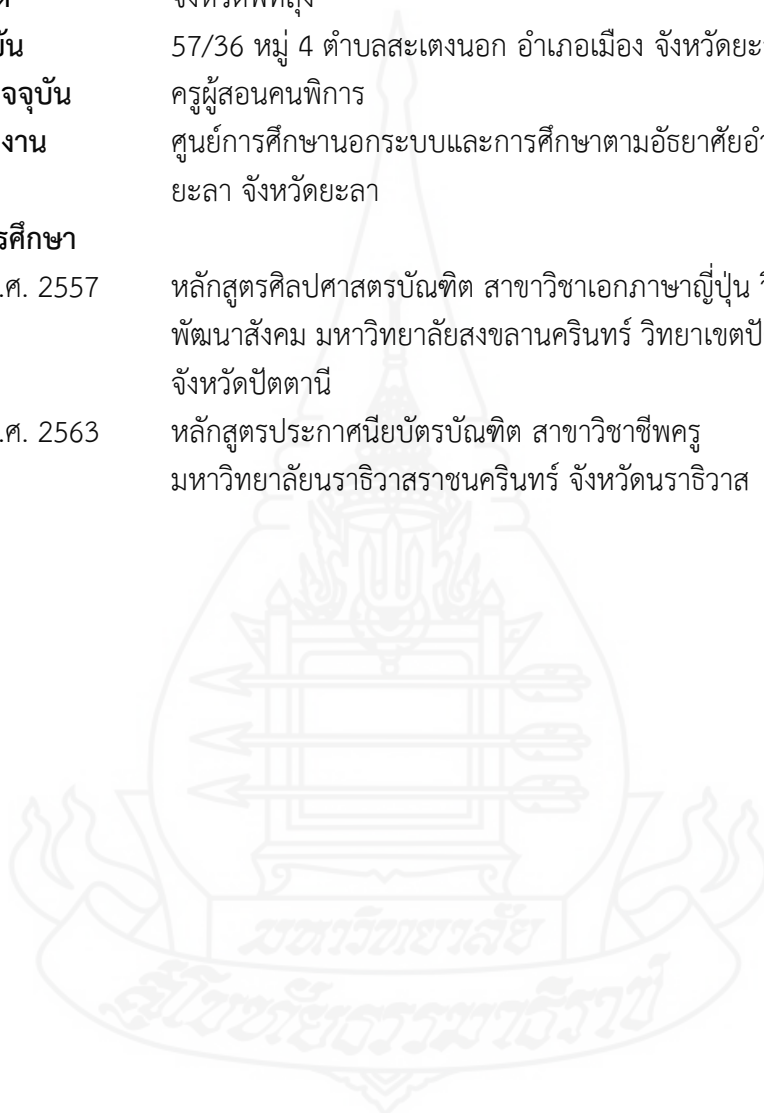 จังหวัดพัทลุง
บัน 57/36 หมู่ 4 ตำบลสะเตงนอก อำเภอเมือง จังหวัดยะ
จจุบัน ครูผู้สอนคนพิการ
งาน ศูนย์การศึกษานอกระบบและการศึกษาตามอัธยาศัยอำ
ยะลา จังหวัดยะลา
รศึกษา
.ศ. 2557 หลักสูตรศิลปศาสตรบัณฑิต สาขาวิชาเอกภาษาญี่ปุ่น วิ
พัฒนาสังคม มหาวิทยาลัยสงขลานครินทร์ วิทยาเขตปั
จังหวัดปัตตานี
.ศ. 2563 หลักสูตรประกาศนียบัตรบัณฑิต สาขาวิชาชีพครู
มหาวิทยาลัยนราธิวาสราชนครินทร์ จังหวัดนราธิวาส
มหาวิทยาลัย
สุโขทัยธรรมาธิราช